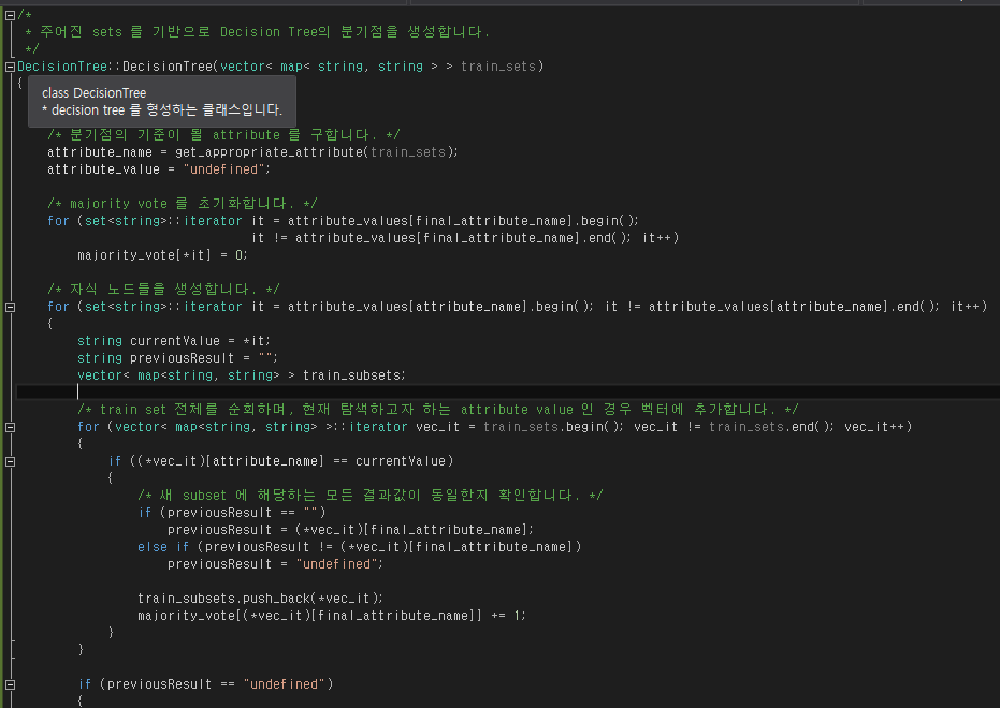 /*
* 주어진 sets 를 기반으로 Decision Tree의 분기점을 생성합니다.
*/
DecisionTree::DecisionTree(vector< map< string, string > > train_sets)
{
class DecisionTree
* decision tree 를 형성하는 클래스입니다.
/* 분기점의 기준이 될 attribute 를 구합니다. */
attribute_name = get_appropriate_attribute(train_sets);
attribute_value = "undefined";
/* majority vote 를 초기화합니다. */
for (set<string>::iterator it = attribute_values[final_attribute_name].begin();
it != attribute_values[final_attribute_name].end(); it++)
majority_vote[*it] = 0;
/* 자식 노드들을 생성합니다. */
for (set<string>::iterator it = attribute_values[attribute_name].begin(); it != attribute_values[attribute_name].end(); it++)
{
string currentValue = *it;
string previousResult = "";
vector< map<string, string> > train_subsets;
/* train set 전체를 순회하며, 현재 탐색하고자 하는 attribute value 인 경우 벡터에 추가합니다. */
for (vector< map<string, string> >::iterator vec_it = train_sets.begin(); vec_it != train_sets.end(); vec_it++)
{
if ((*vec_it)[attribute_name] == currentValue)
{
/* 새 subset 에 해당하는 모든 결과값이 동일한지 확인합니다. */
if (previousResult == "")
previousResult = (*vec_it)[final_attribute_name];
else if (previousResult != (*vec_it)[final_attribute_name])
previousResult = "undefined";
train_subsets.push_back(*vec_it);
majority_vote[(*vec_it)[final_attribute_name]] += 1;
}
}
if (previousResult == "undefined")
{